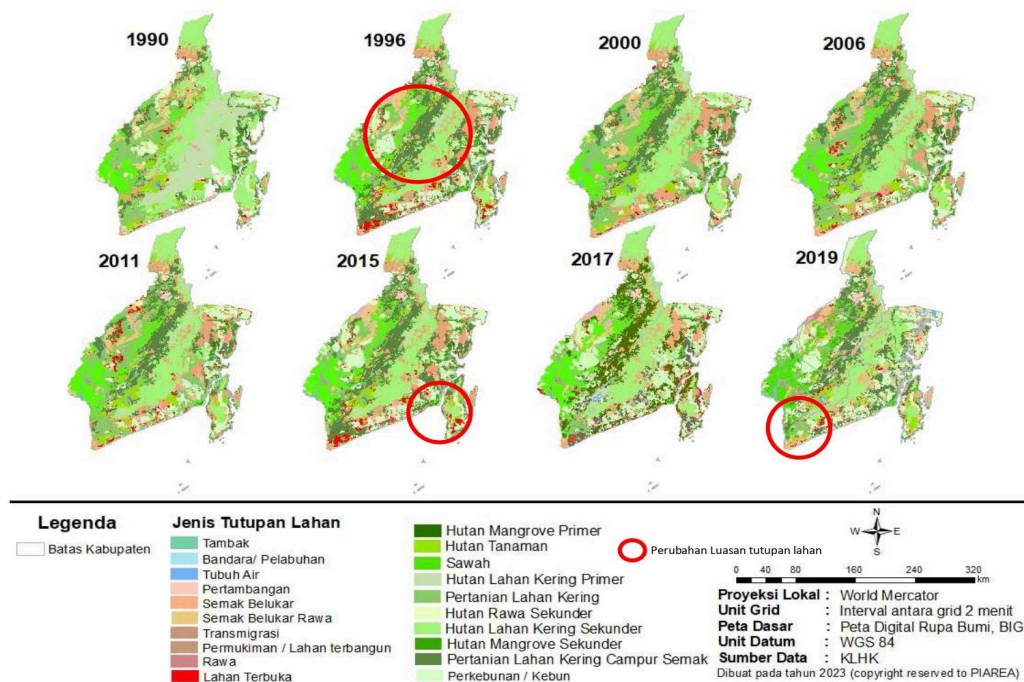 1990
1996
2000
2006
2011
2015
2017
2019
Legenda
Batas Kabupaten
Jenis Tutupan Lahan
Tambak
Bandara/ Pelabuhan
Tubuh Air
Pertambangan
Semak Belukar
Semak Belukar Rawa
Transmigrasi
Permukiman / Lahan terbangun
Rawa
Lahan Terbuka
Hutan Mangrove Primer
Hutan Tanaman
Sawah
Hutan Lahan Kering Primer
Pertanian Lahan Kering
Hutan Rawa Sekunder
Hutan Lahan Kering Sekunder
Hutan Mangrove Sekunder
Pertanian Lahan Kering Campur Semak
Perkebunan / Kebun
Perubahan Luasan tutupan lahan
N
W E
S
0 40 80 160 240 320
km
Proyeksi Lokal : World Mercator
Unit Grid : Interval antara grid 2 menit
Peta Dasar : Peta Digital Rupa Bumi, BIG
Unit Datum : WGS 84
Sumber Data : KLHK
Dibuat pada tahun 2023 (copyright reserved to PIAREA)